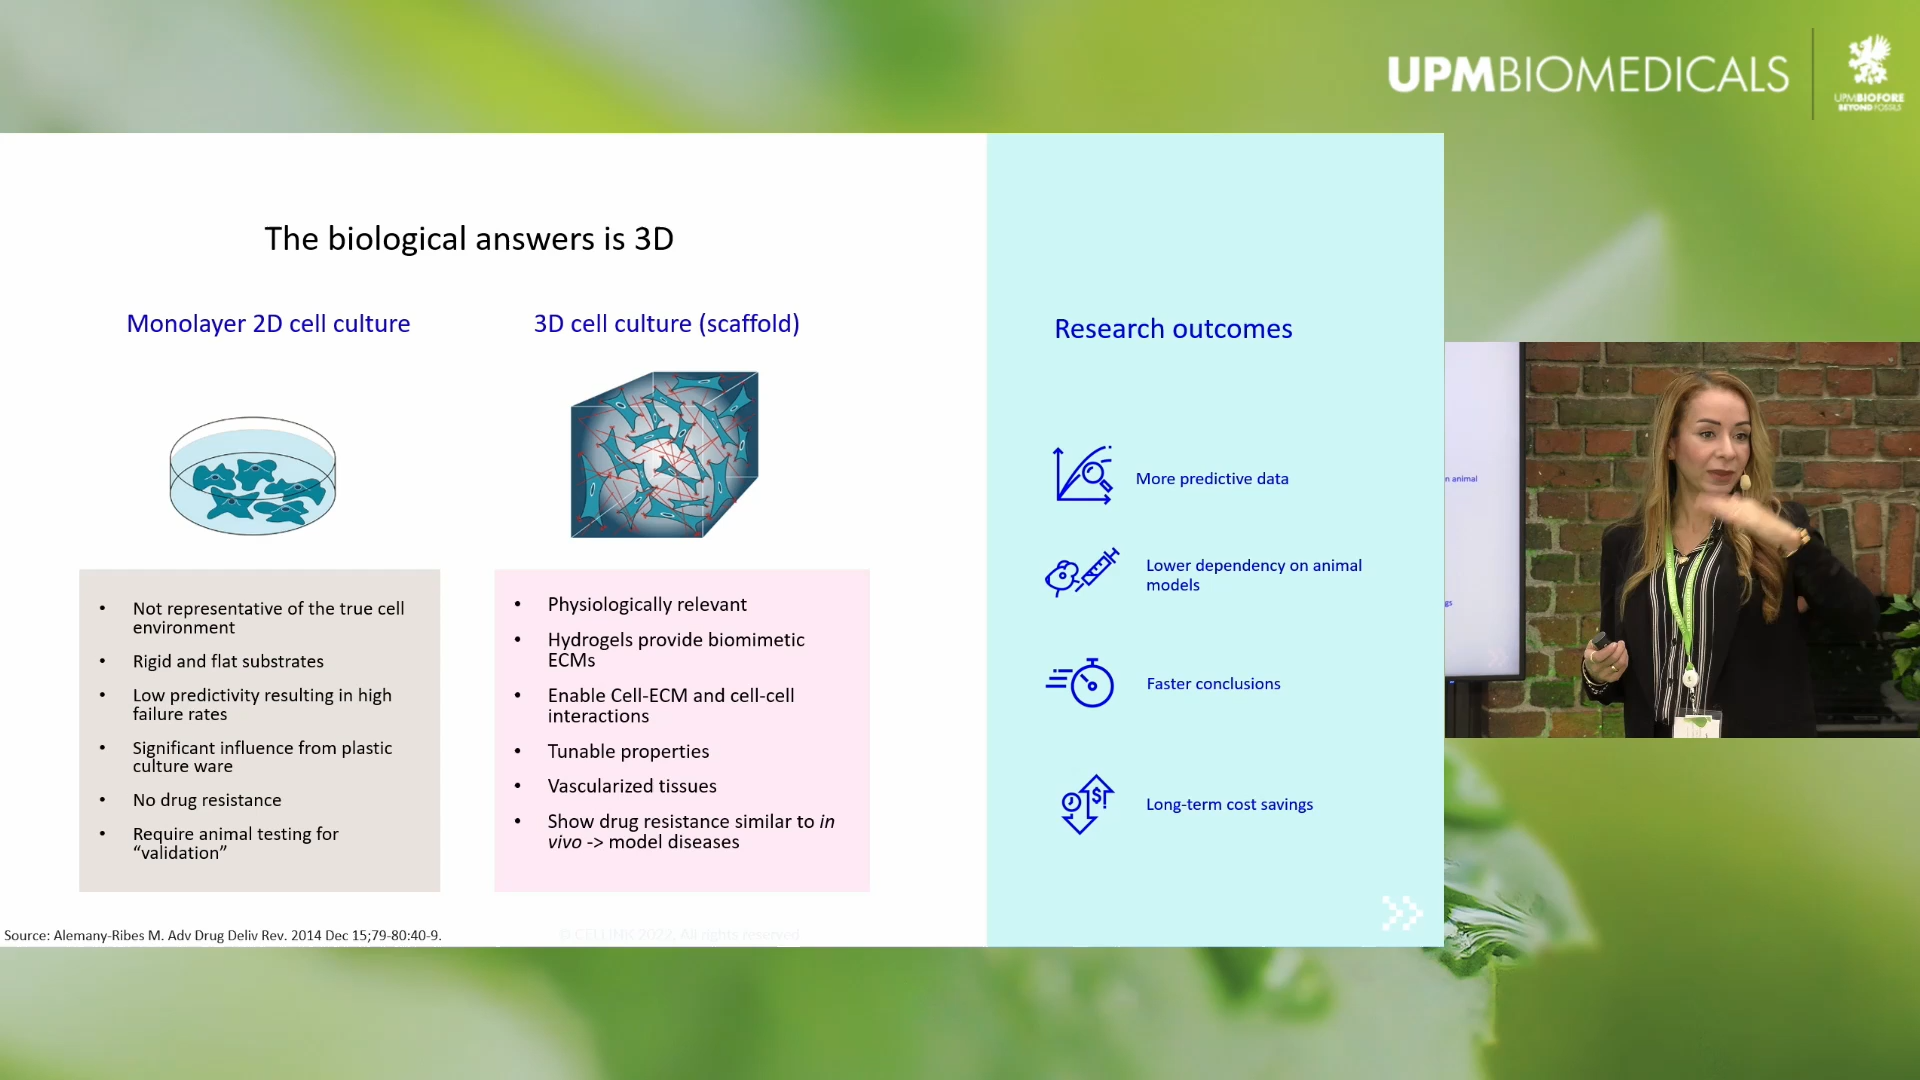 UPMBIOMEDICALS
UPMBIOFORE
BEYOND FOSSILS
The biological answers is 3D
Monolayer 2D cell culture
3D cell culture (scaffold)
Research outcomes
More predictive data
Lower dependency on animal
models
Faster conclusions
$
Long-term cost savings
• Not representative of the true cell
environment
• Rigid and flat substrates
• Low predictivity resulting in high
failure rates
• Significant influence from plastic
culture ware
• No drug resistance
• Require animal testing for
“validation”
• Physiologically relevant
• Hydrogels provide biomimetic
ECMs
• Enable Cell-ECM and cell-cell
interactions
• Tunable properties
• Vascularized tissues
• Show drug resistance similar to in
vivo -> model diseases
Source: Alemany-Ribes M. Adv Drug Deliv Rev. 2014 Dec 15;79-80:40-9.
© CELLINK 2022, All rights reserved
n animal
gs